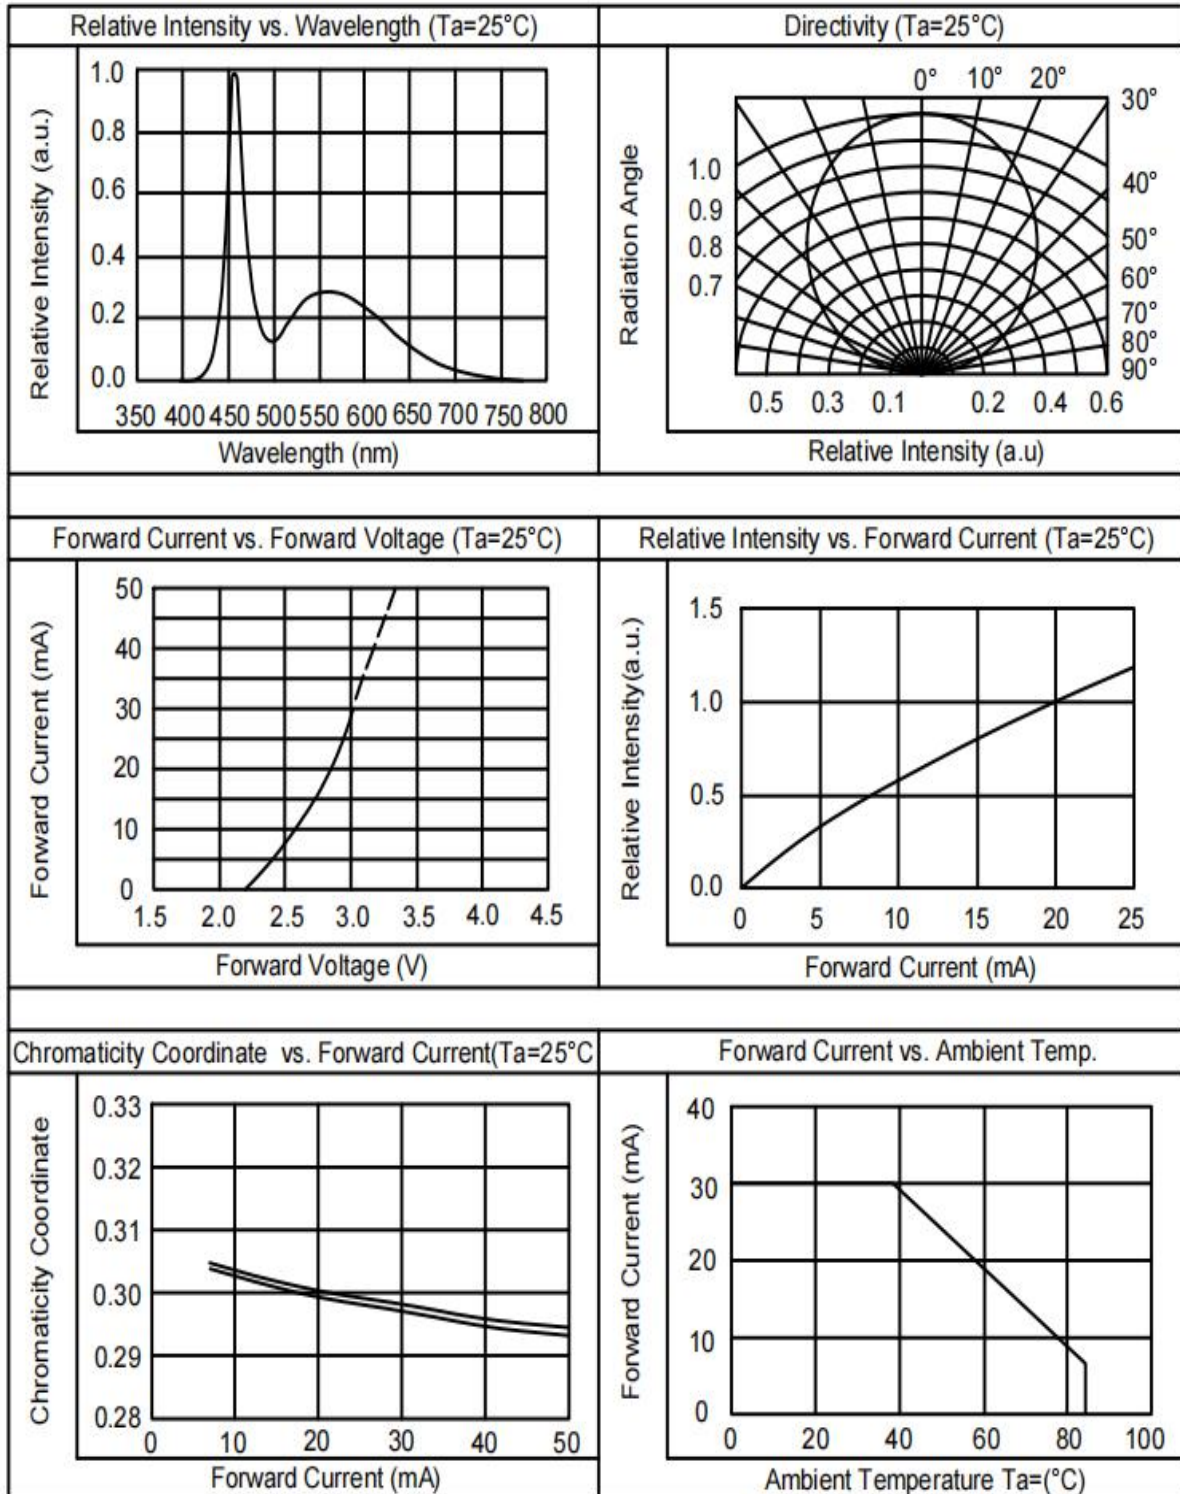 Relative Intensity vs. Wavelength (Ta=25°C)
Relative Intensity (a.u.)
1.0
0.8
0.6
0.4
0.2
0.0
350 400 450 500 550 600 650 700 750 800
Wavelength (nm)
Directivity (Ta=25°C)
Radiation Angle
0° 10° 20°
30°
40°
50°
60°
70°
80°
90°
1.0
0.9
0.8
0.7
0.5 0.3 0.1 0.2 0.4 0.6
Relative Intensity (a.u)
Forward Current vs. Forward Voltage (Ta=25°C)
Forward Current (mA)
50
40
30
20
10
0
1.5 2.0 2.5 3.0 3.5 4.0 4.5
Forward Voltage (V)
Relative Intensity vs. Forward Current (Ta=25°C)
Relative Intensity(a.u.)
1.5
1.0
0.5
0.0
0 5 10 15 20 25
Forward Current (mA)
Chromaticity Coordinate vs. Forward Current(Ta=25°C
Chromaticity Coordinate
0.33
0.32
0.31
0.30
0.29
0.28
0 10 20 30 40 50
Forward Current (mA)
Forward Current vs. Ambient Temp.
Forward Current (mA)
40
30
20
10
0
0 20 40 60 80 100
Ambient Temperature Ta=(°C)